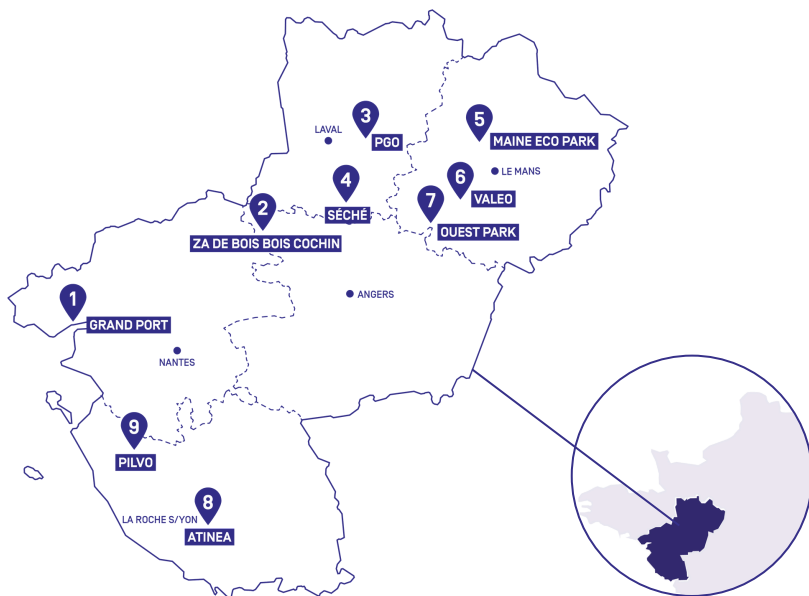 3
LAVAL
PGO
5
MAINE ECO PARK
LE MANS
4
SÉCHÉ
6
VALEO
7
OUEST PARK
2
ZA DE BOIS BOIS COCHIN
1
GRAND PORT
ANGERS
NANTES
9
PILVO
8
LA ROCHE S/YON
ATINEA